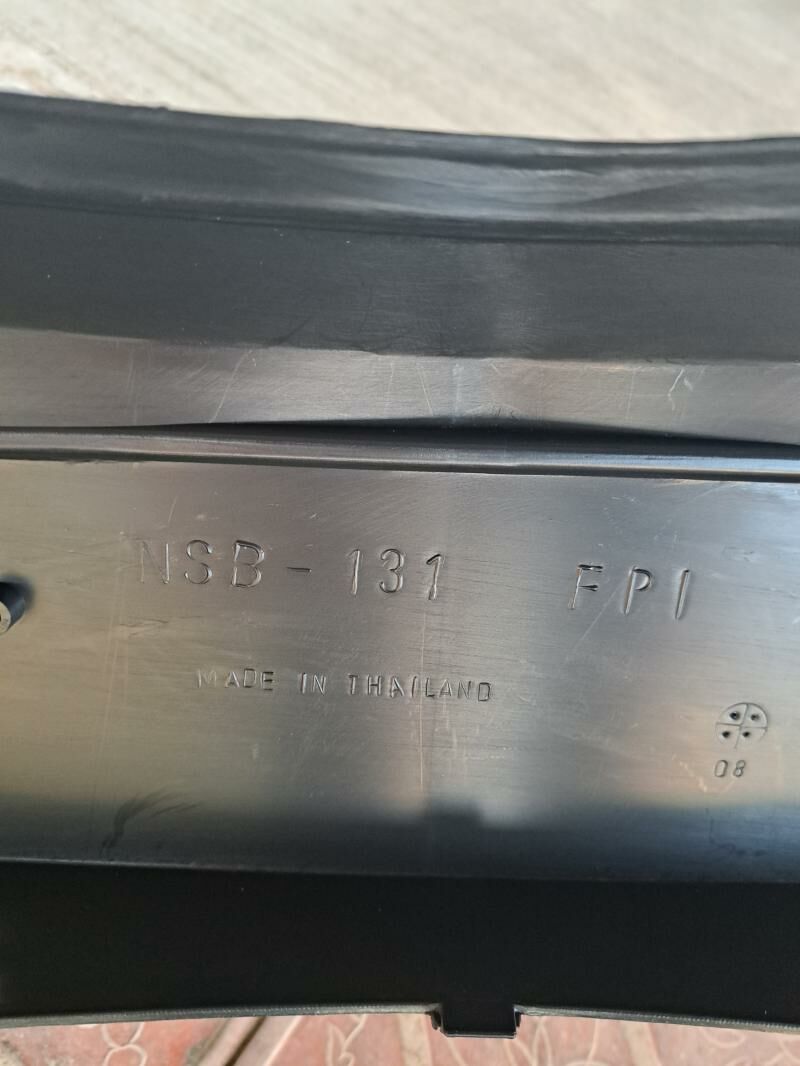 NSB-131 FPI
MADE IN THAILAND
08